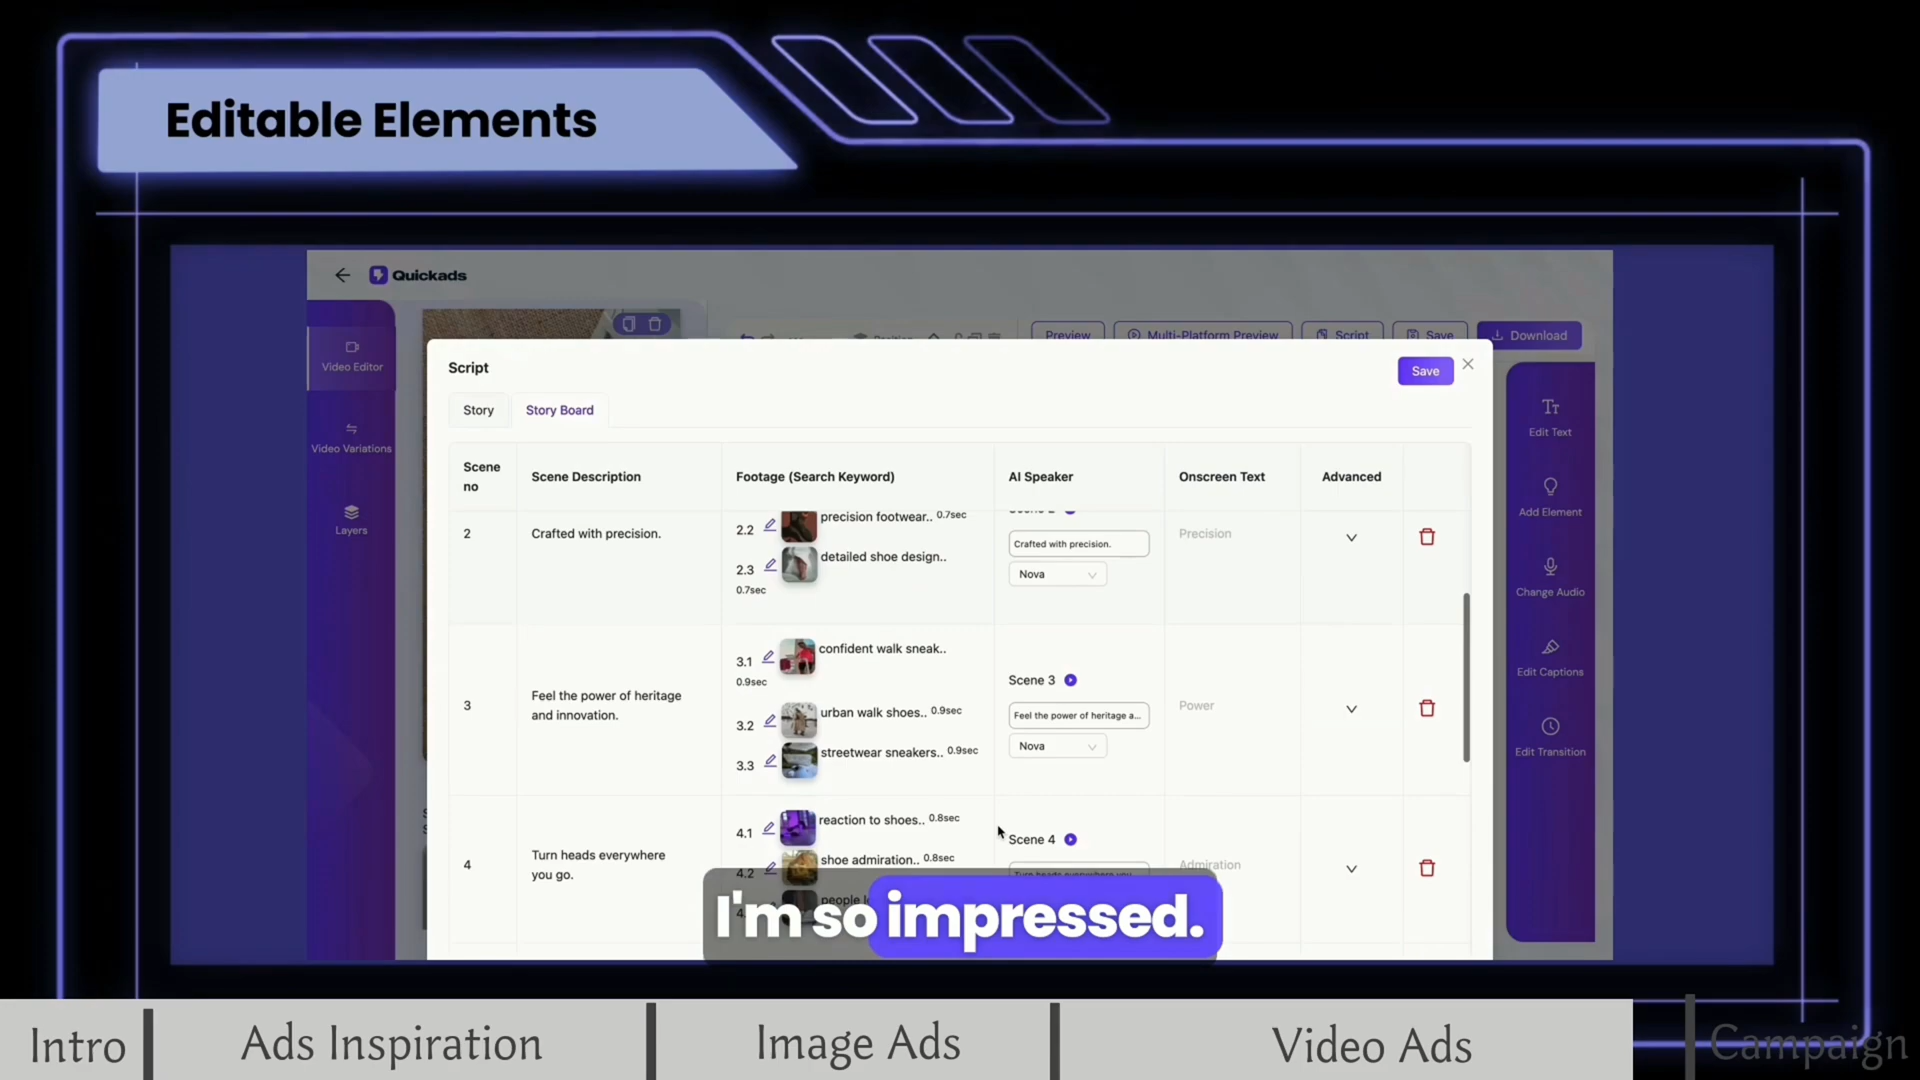 Editable Elements
Quickads
Preview
Multi-Platform Preview
Script
Save
Download
Video Editor
Video Variations
Layers
Script
Save
Story
Story Board
Scene no
Scene Description
Footage (Search Keyword)
AI Speaker
Onscreen Text
Advanced
2
Crafted with precision.
2.2 precision footwear.. 0.7sec
2.3 detailed shoe design..
0.7sec
Crafted with precision.
Nova
Precision
3
Feel the power of heritage
and innovation.
3.1 confident walk sneak..
0.9sec
3.2 urban walk shoes.. 0.9sec
3.3 streetwear sneakers.. 0.9sec
Scene 3
Feel the power of heritage a...
Nova
Power
4
Turn heads everywhere
you go.
4.1 reaction to shoes.. 0.8sec
4.2 shoe admiration.. 0.8sec
Scene 4
Admiration
Edit Text
Add Element
Change Audio
Edit Captions
Edit Transition
I'm so impressed.
Intro
Ads Inspiration
Image Ads
Video Ads
Campaign